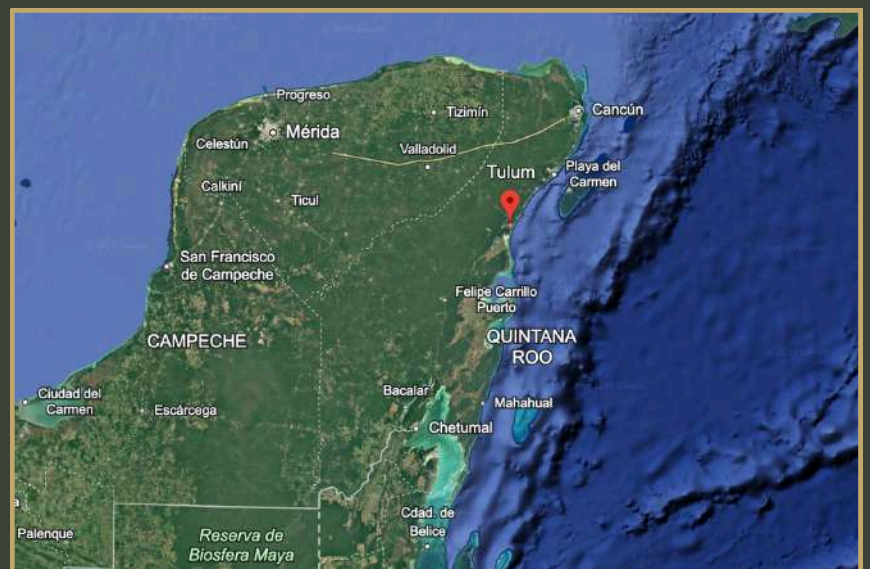 Progreso
Tizimín
Cancún
Mérida
Celestún
Valladolid
Tulum
Playa del
Carmen
Calkiní
Ticul
San Francisco
de Campeche
Felipe Carrillo
Puerto
CAMPECHE
QUINTANA
ROO
Ciudad del
Carmen
Escárcega
Bacalar
Mahahual
Chetumal
a
Palenque
Reserva de
Biosfera Maya
Cdad. de
Belice